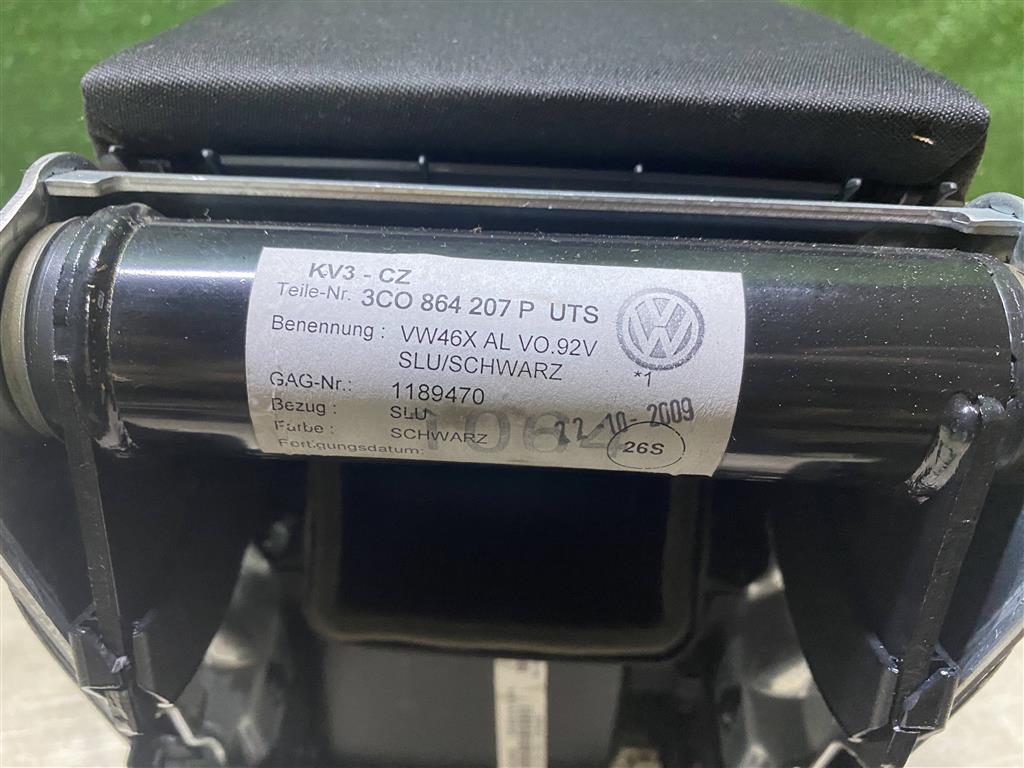 KV3 - CZ
Teile-Nr. 3CO 864 207 P UTS
Benennung : VW46X AL VO.92V
SLU/SCHWARZ
*1
GAG-Nr.: 1189470
Bezug : SLU
Farbe : SCHWARZ
Fertigungsdatum:
1064
22-10-2009
26S